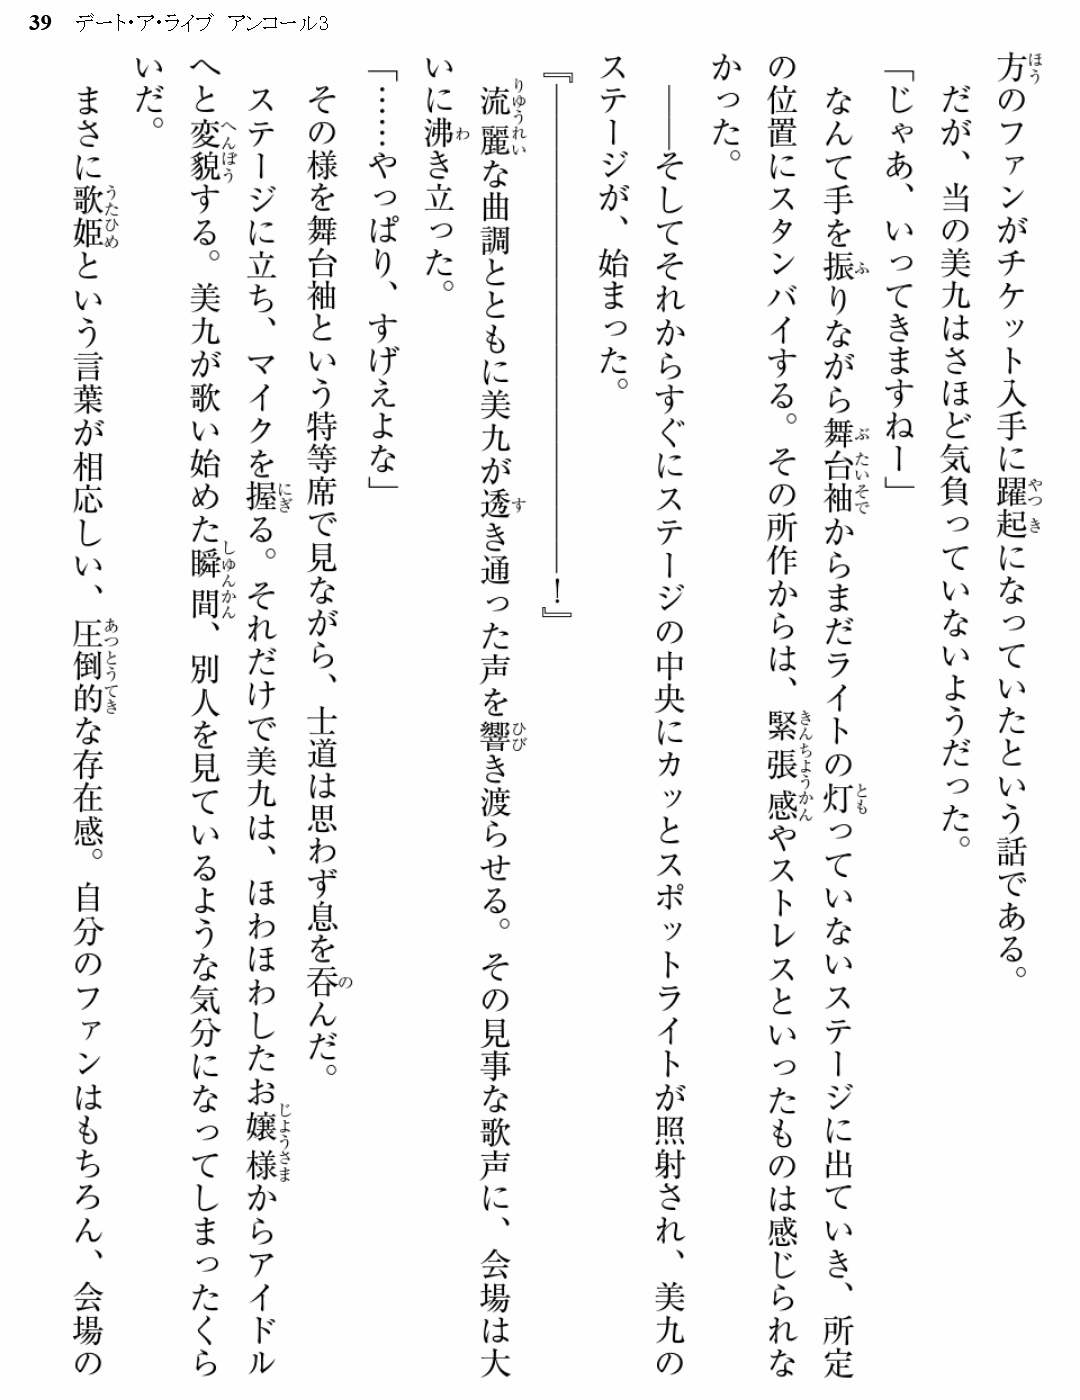 39 デート・ア・ライブ アンコール3
方のファンがチケット入手に躍起になっていたという話である。
だが、当の美九はさほど気負っていないようだった。
「じゃあ、いってきますねー」
なんて手を振りながら舞台袖からまだライトの灯っていないステージに出ていき、所定
の位置にスタンバイする。その所作からは、緊張感やストレスといったものは感じられな
かった。
――そしてそれからすぐにステージの中央にカッとスポットライトが照射され、美九の
ステージが、始まった。
『――――――――――――――――！』
流麗な曲調とともに美九が透き通った声を響き渡らせる。その見事な歌声に、会場は大
いに沸き立った。
「……やっぱり、すげえよな」
その様を舞台袖という特等席で見ながら、士道は思わず息を呑んだ。
ステージに立ち、マイクを握る。それだけで美九は、ほわほわしたお嬢様からアイドル
へと変貌する。美九が歌い始めた瞬間、別人を見ているような気分になってしまったくら
いだ。
まさに歌姫という言葉が相応しい、圧倒的な存在感。自分のファンはもちろん、会場の